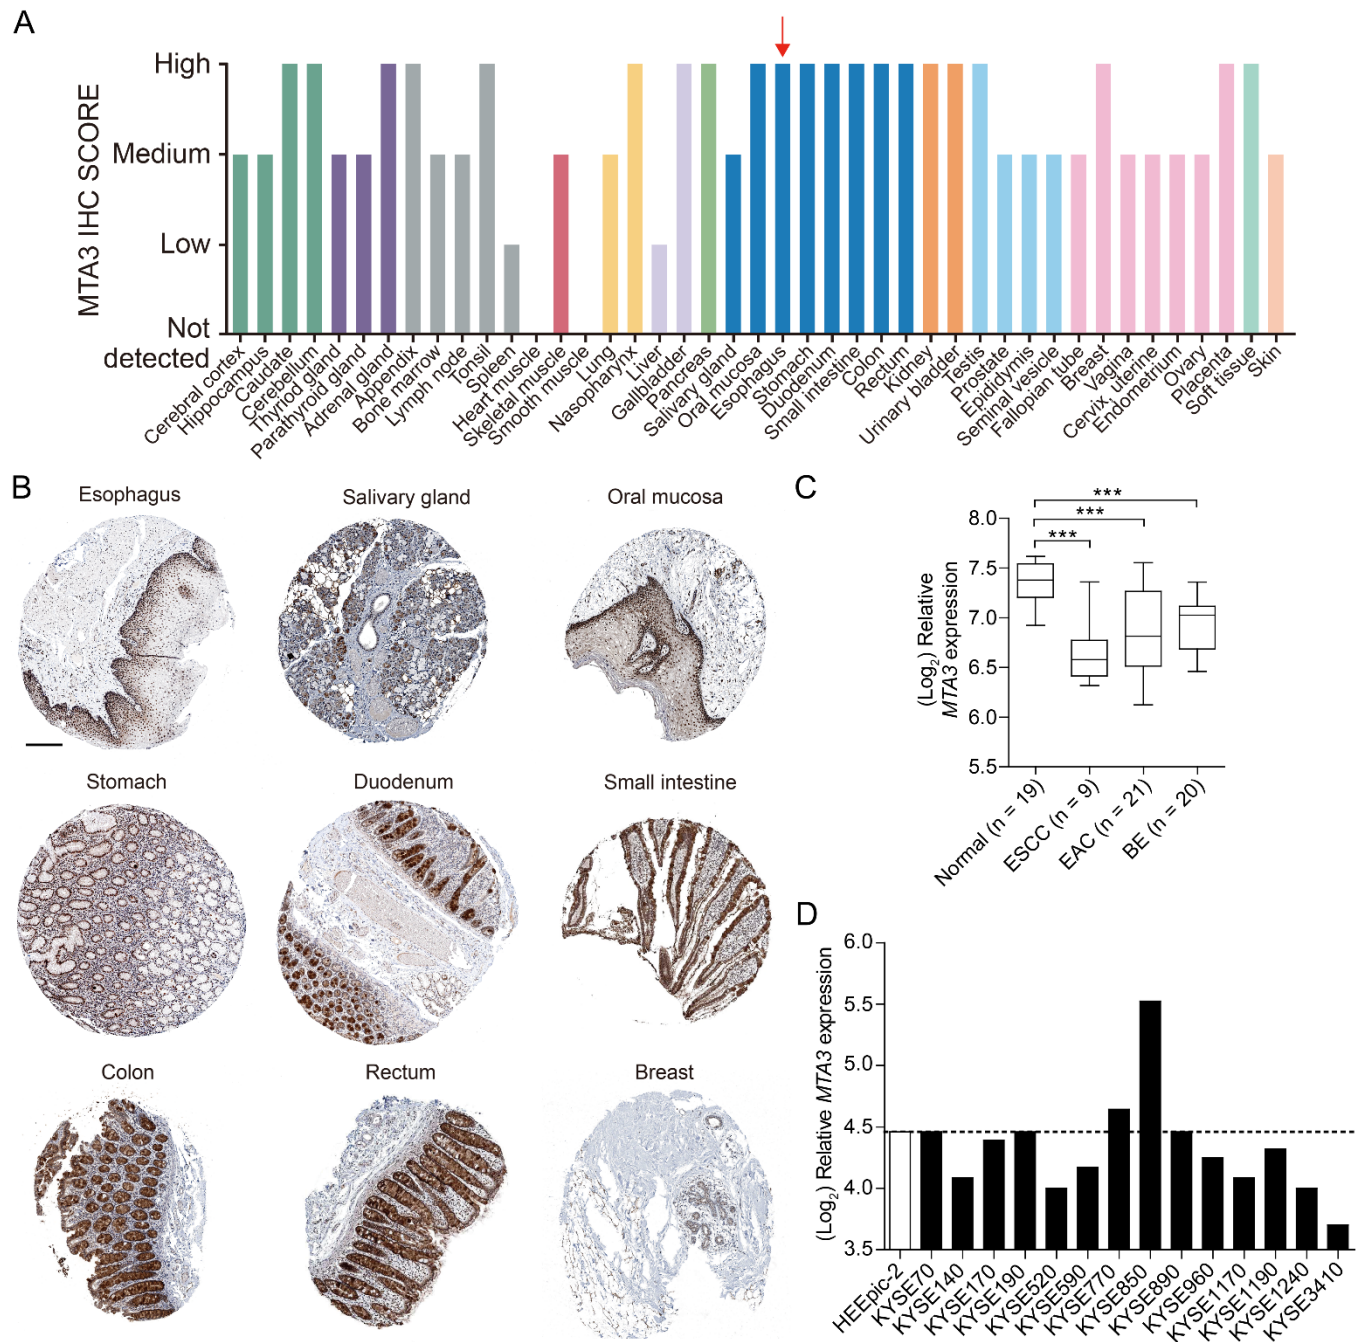 A
MTA3 IHC SCORE
High
Medium
Low
Not
detected
Cerebral cortex
Hippocampus
Caudate
Cerebellum
Thyroid gland
Parathyroid gland
Adrenal gland
Appendix
Bone marrow
Lymph node
Tonsil
Spleen
Heart muscle
Skeletal muscle
Smooth muscle
Lung
Nasopharynx
Liver
Gallbladder
Pancreas
Salivary gland
Oral mucosa
Esophagus
Stomach
Duodenum
Small intestine
Colon
Rectum
Kidney
Urinary bladder
Testis
Prostate
Epididymis
Seminal vesicle
Fallopian tube
Breast
Vagina
Cervix uterine
Endometrium
Ovary
Placenta
Soft tissue
Skin
B
Esophagus
Salivary gland
Oral mucosa
Stomach
Duodenum
Small intestine
Colon
Rectum
Breast
C
(Log₂) Relative
MTA3 expression
8.0
7.5
7.0
6.5
6.0
5.5
***
***
***
Normal (n = 19)
ESCC (n = 9)
EAC (n = 21)
BE (n = 20)
D
(Log₂) Relative MTA3 expression
6.0
5.5
5.0
4.5
4.0
3.5
HEEpic-2
KYSE70
KYSE140
KYSE170
KYSE190
KYSE520
KYSE590
KYSE770
KYSE850
KYSE890
KYSE960
KYSE1170
KYSE1190
KYSE1240
KYSE3410